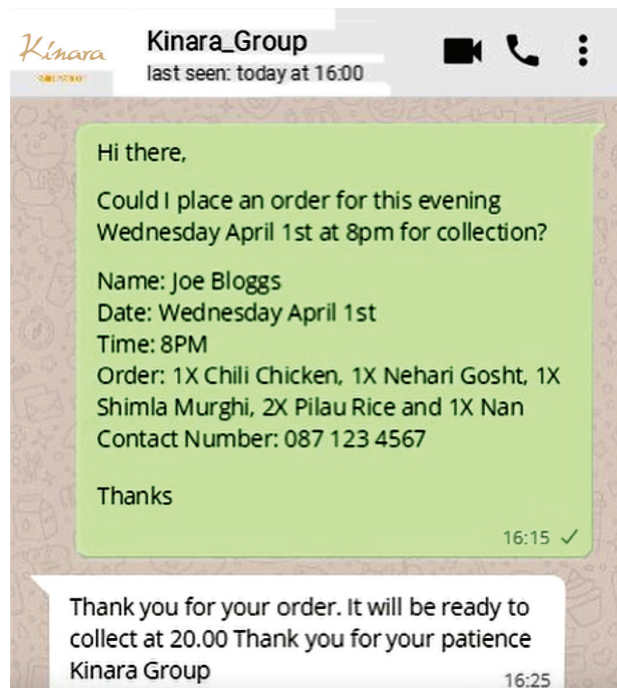 Kinara
Kinara_Group
last seen: today at 16:00
Hi there,
Could I place an order for this evening
Wednesday April 1st at 8pm for collection?
Name: Joe Bloggs
Date: Wednesday April 1st
Time: 8PM
Order: 1X Chili Chicken, 1X Nehari Gosht, 1X
Shimla Murghi, 2X Pilau Rice and 1X Nan
Contact Number: 087 123 4567
Thanks
16:15
Thank you for your order. It will be ready to
collect at 20.00 Thank you for your patience
Kinara Group
16:25